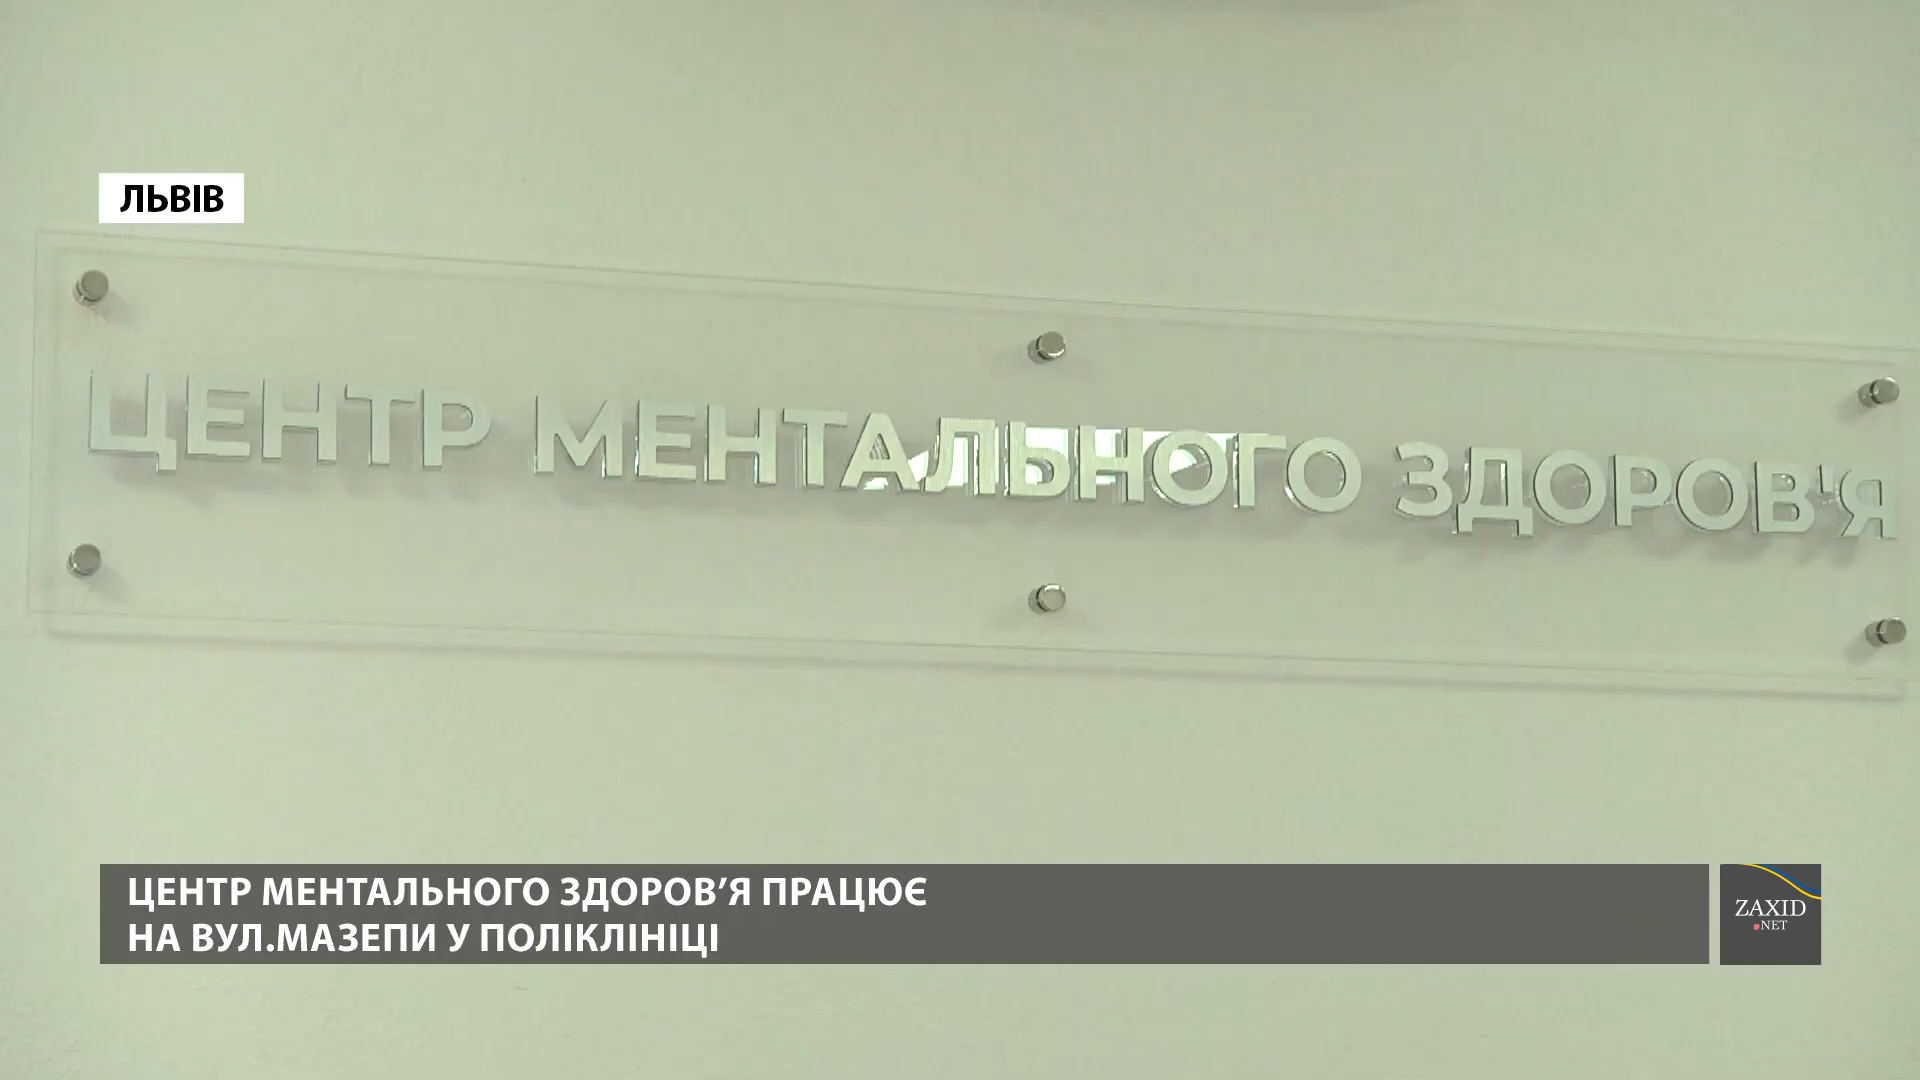 ЛЬВІВ
ЦЕНТР МЕНТАЛЬНОГО ЗДОРОВ'Я
ЦЕНТР МЕНТАЛЬНОГО ЗДОРОВ’Я ПРАЦЮЄ
НА ВУЛ.МАЗЕПИ У ПОЛІКЛІНІЦІ
ZAXID
.NET